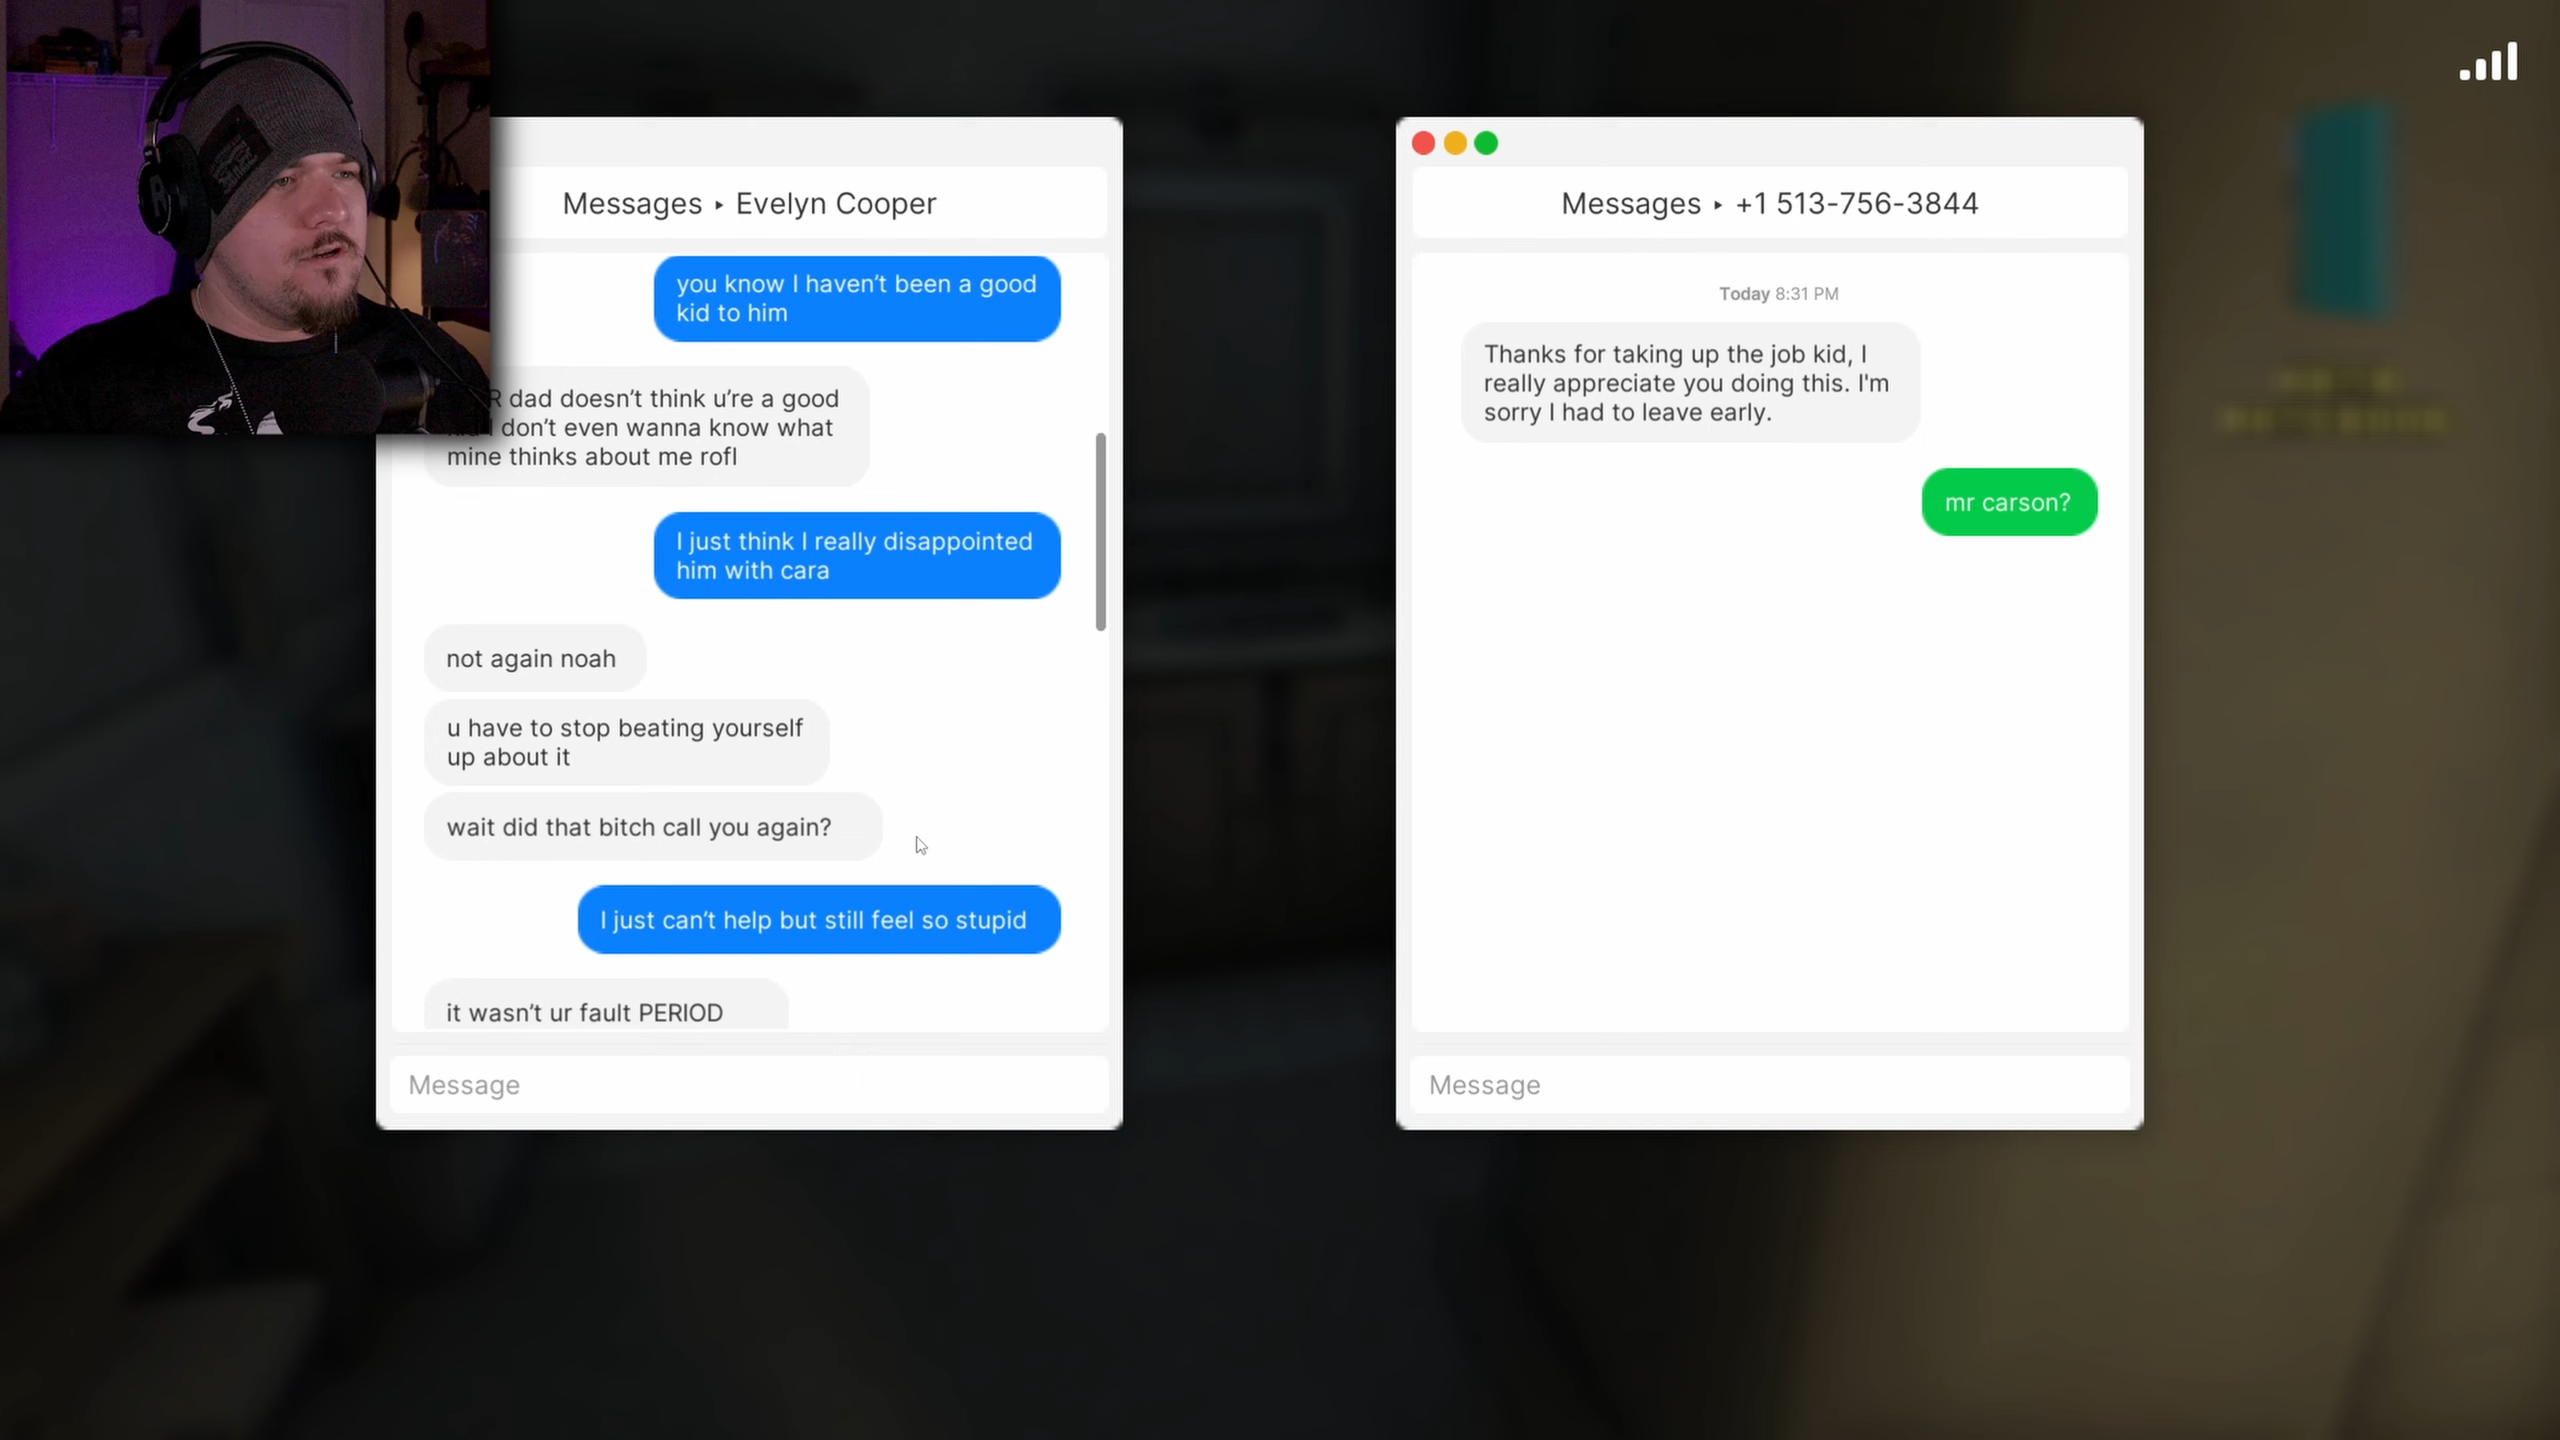 Messages ▸ Evelyn Cooper
you know I haven’t been a good
kid to him
R dad doesn’t think u’re a good
I don’t even wanna know what
mine thinks about me rofl
I just think I really disappointed
him with cara
not again noah
u have to stop beating yourself
up about it
wait did that bitch call you again?
I just can’t help but still feel so stupid
it wasn’t ur fault PERIOD
Message
Messages ▸ +1 513-756-3844
Today 8:31 PM
Thanks for taking up the job kid, I
really appreciate you doing this. I'm
sorry I had to leave early.
mr carson?
Message